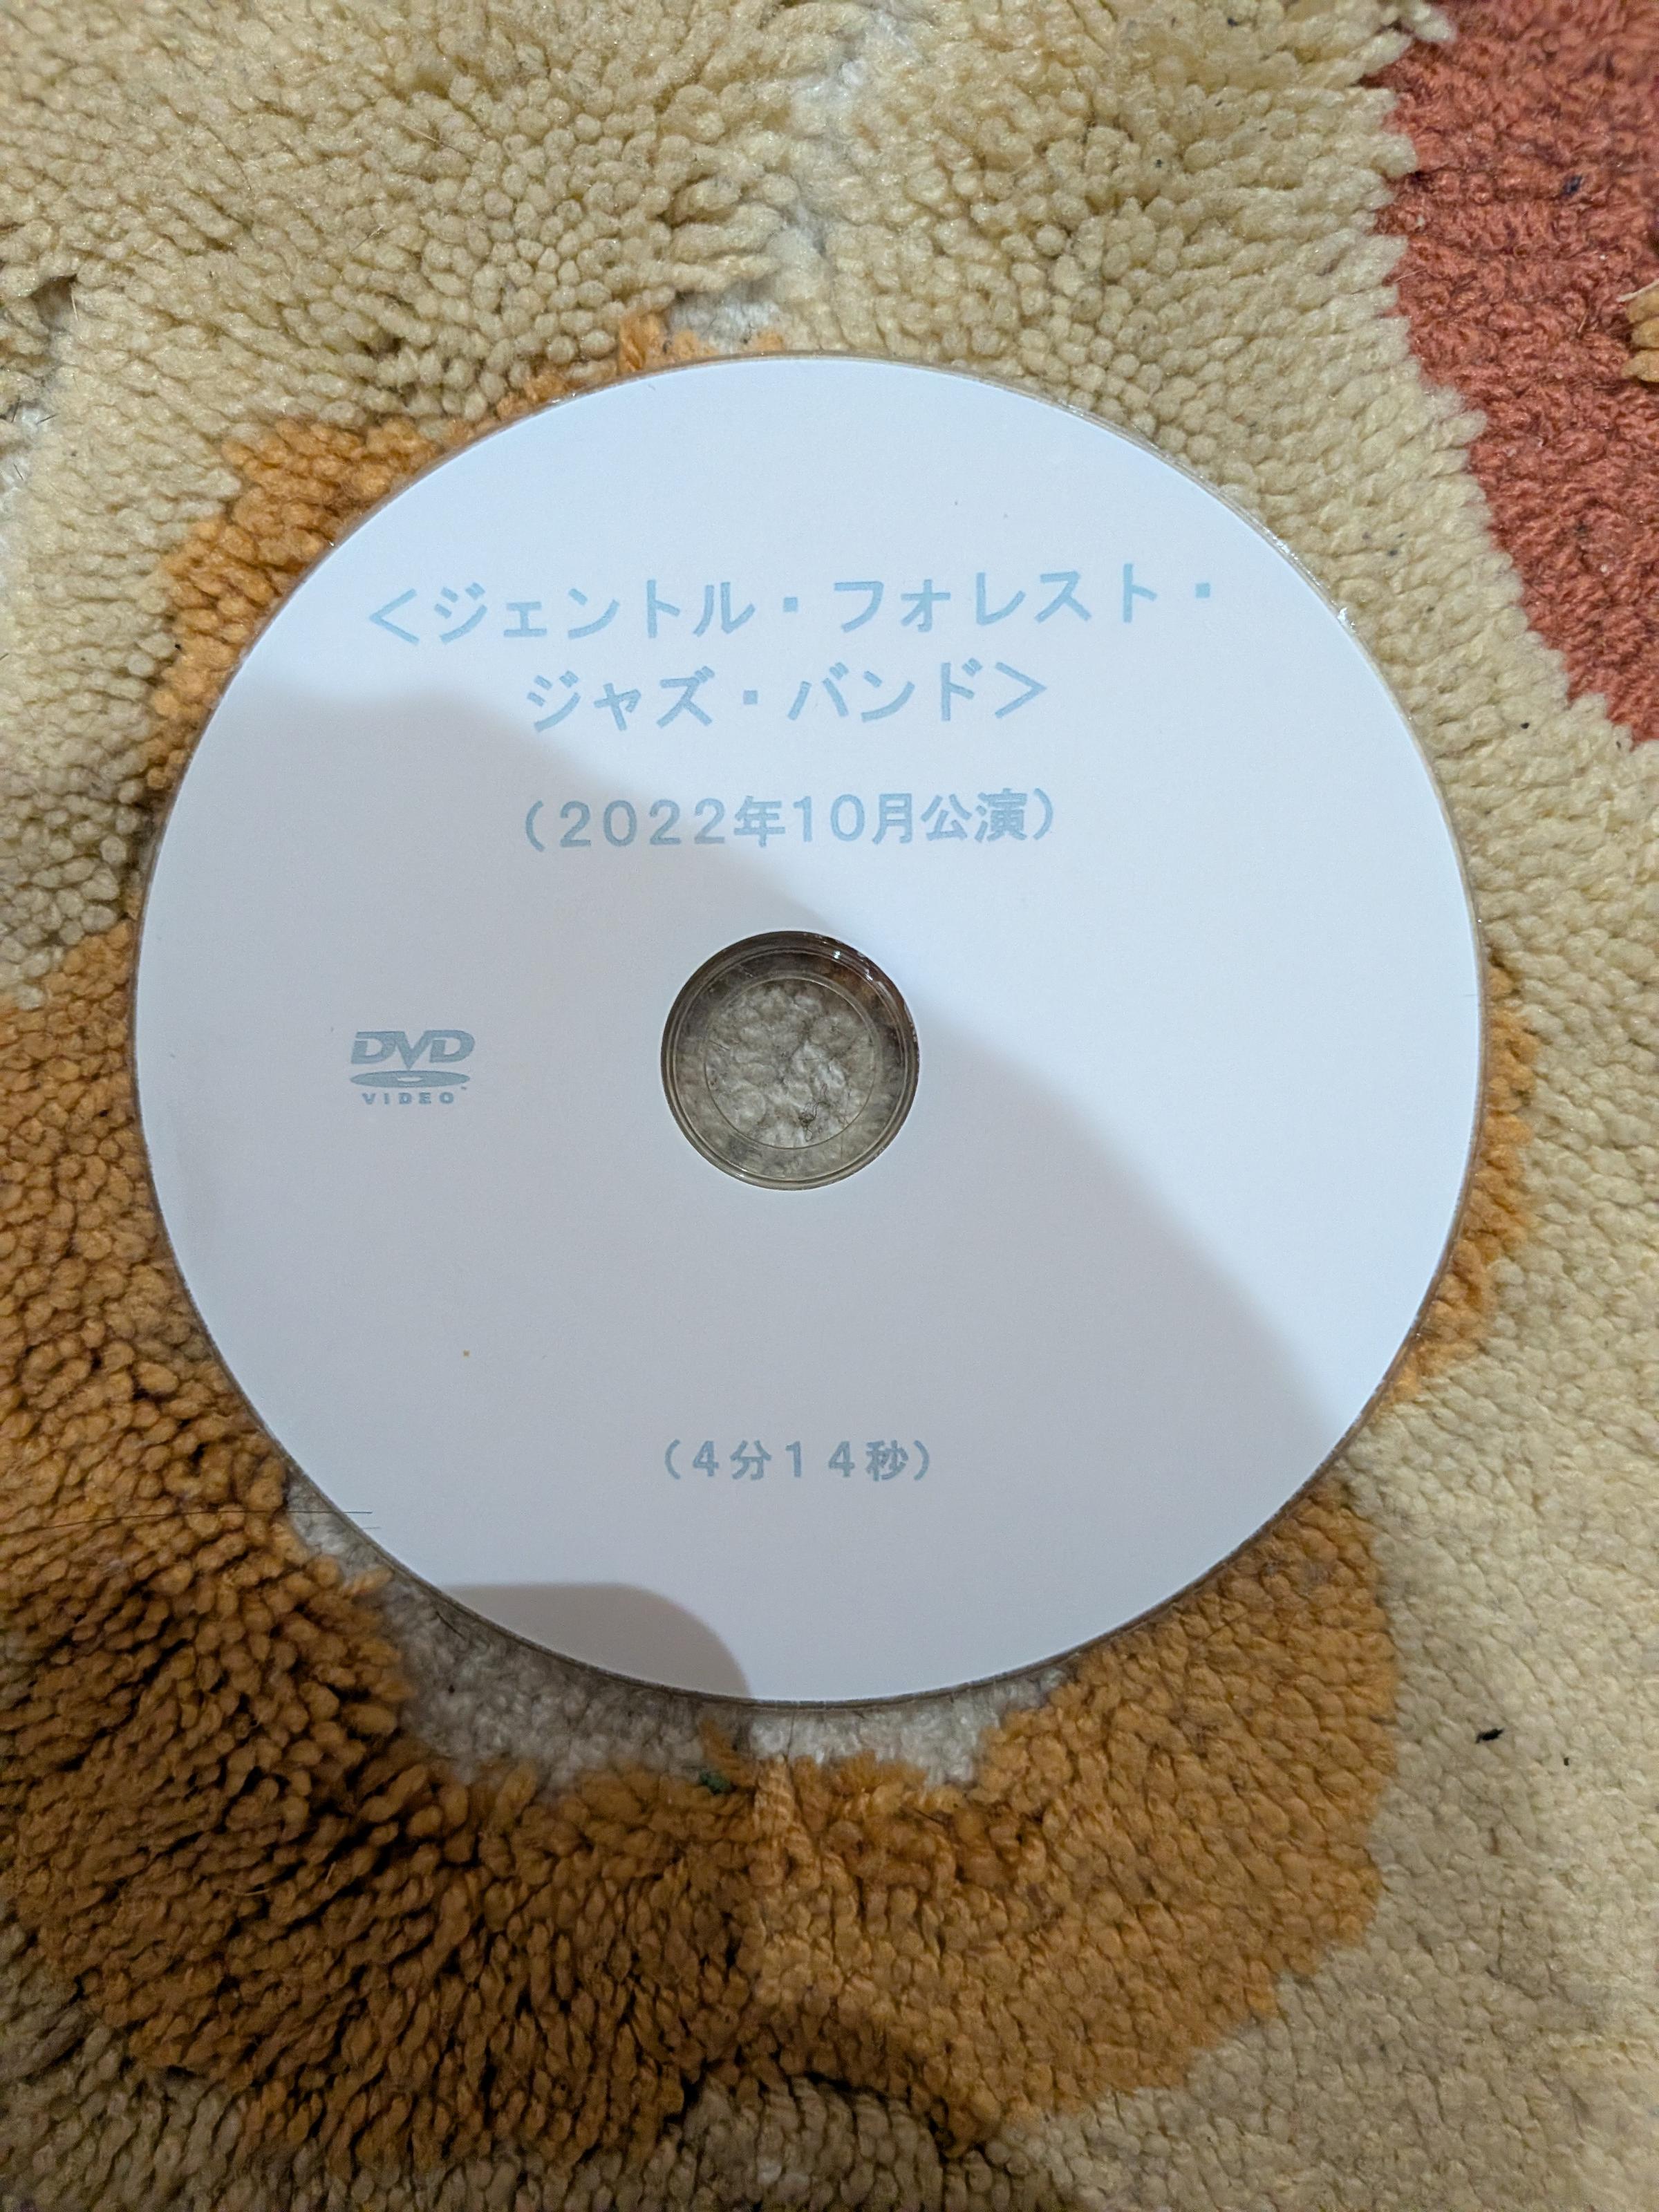 ＜ジェントル・フォレスト・
ジャズ・バンド＞
（2022年10月公演）
DVD
VIDEO™
（4分14秒）